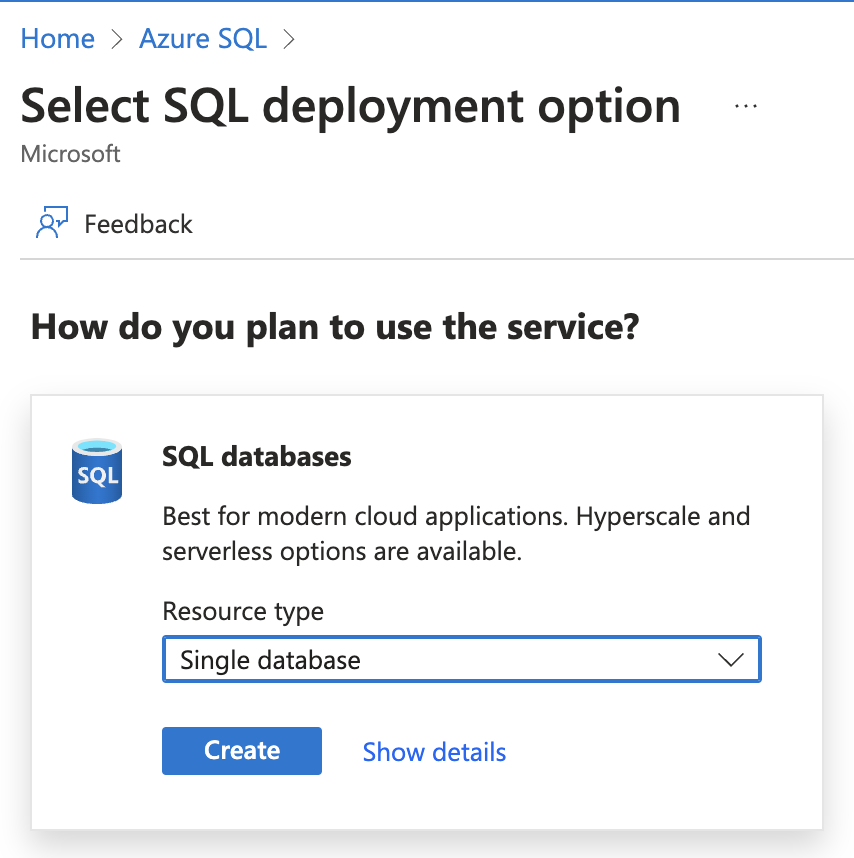 Home > Azure SQL >
Select SQL deployment option ...
Microsoft
Feedback
How do you plan to use the service?
SQL
SQL databases
Best for modern cloud applications. Hyperscale and
serverless options are available.
Resource type
Single database
Create Show details